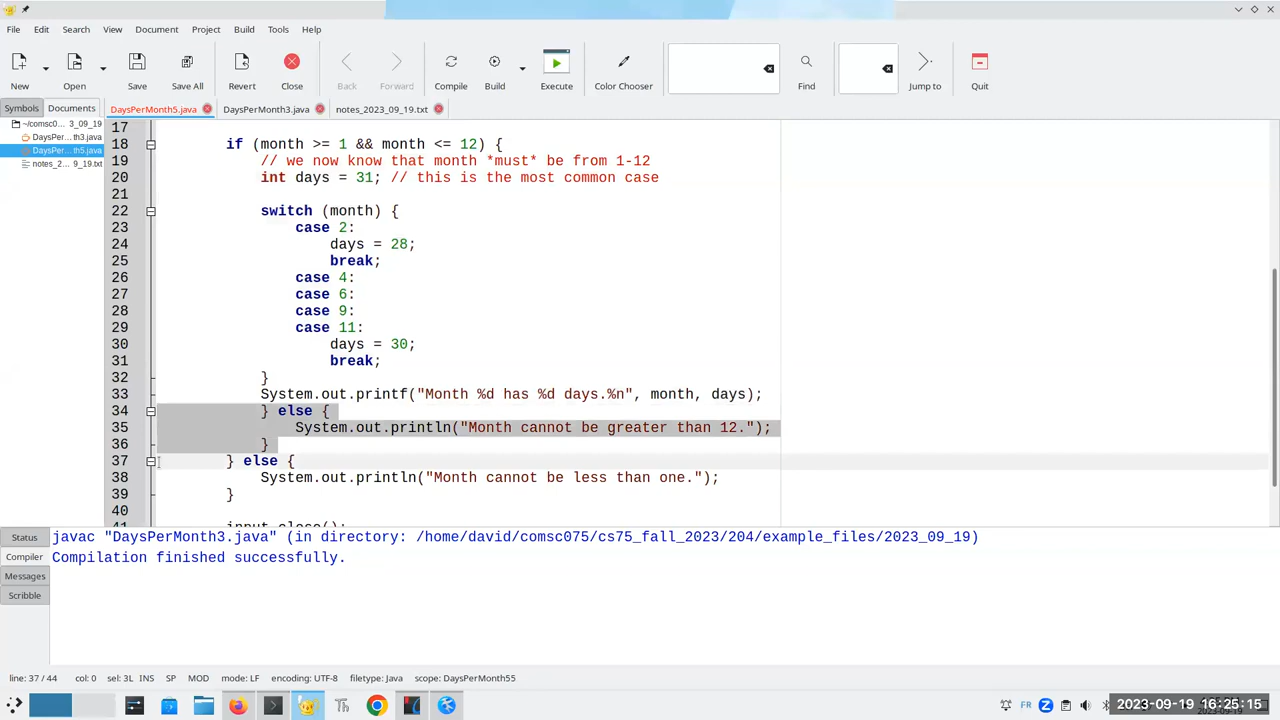 File Edit Search View Document Project Build Tools Help
New Open Save Save All Revert Close Back Forward Compile Build Execute Color Chooser Find Jump to Quit
Symbols Documents DaysPerMonth5.java DaysPerMonth3.java notes_2023_09_19.txt
~/comsc0... 3_09_19
DaysPer...th3.java
DaysPer...th5.java
notes_2... 9_19.txt
17
18 if (month >= 1 && month <= 12) {
19 // we now know that month *must* be from 1-12
20 int days = 31; // this is the most common case
21
22 switch (month) {
23 case 2:
24 days = 28;
25 break;
26 case 4:
27 case 6:
28 case 9:
29 case 11:
30 days = 30;
31 break;
32 }
33 System.out.printf("Month %d has %d days.%n", month, days);
34 } else {
35 System.out.println("Month cannot be greater than 12.");
36 }
37 } else {
38 System.out.println("Month cannot be less than one.");
39 }
40
41 input.close();
Status
Compiler
Messages
Scribble
javac "DaysPerMonth3.java" (in directory: /home/david/comsc075/cs75_fall_2023/204/example_files/2023_09_19)
Compilation finished successfully.
line: 37 / 44 col: 0 sel: 3L INS SP MOD mode: LF encoding: UTF-8 filetype: Java scope: DaysPerMonth55
Th FR 2023-09-19 16:25:15